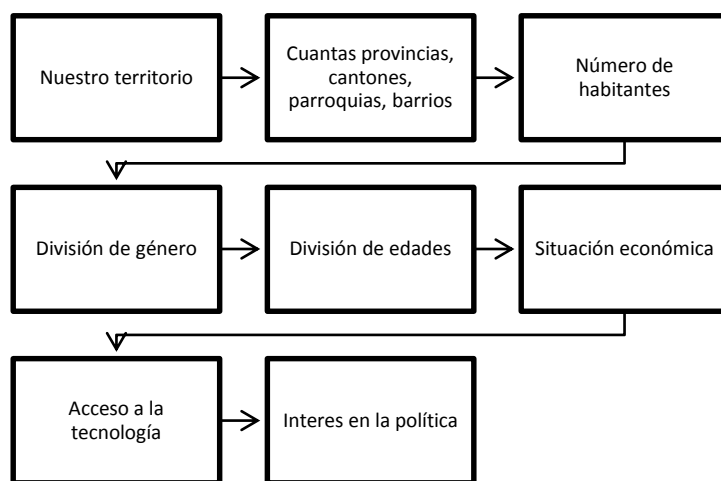 Nuestro territorio
Cuantas provincias,
cantones,
parroquias, barrios
Número de
habitantes
División de género
División de edades
Situación económica
Acceso a la
tecnología
Interes en la política